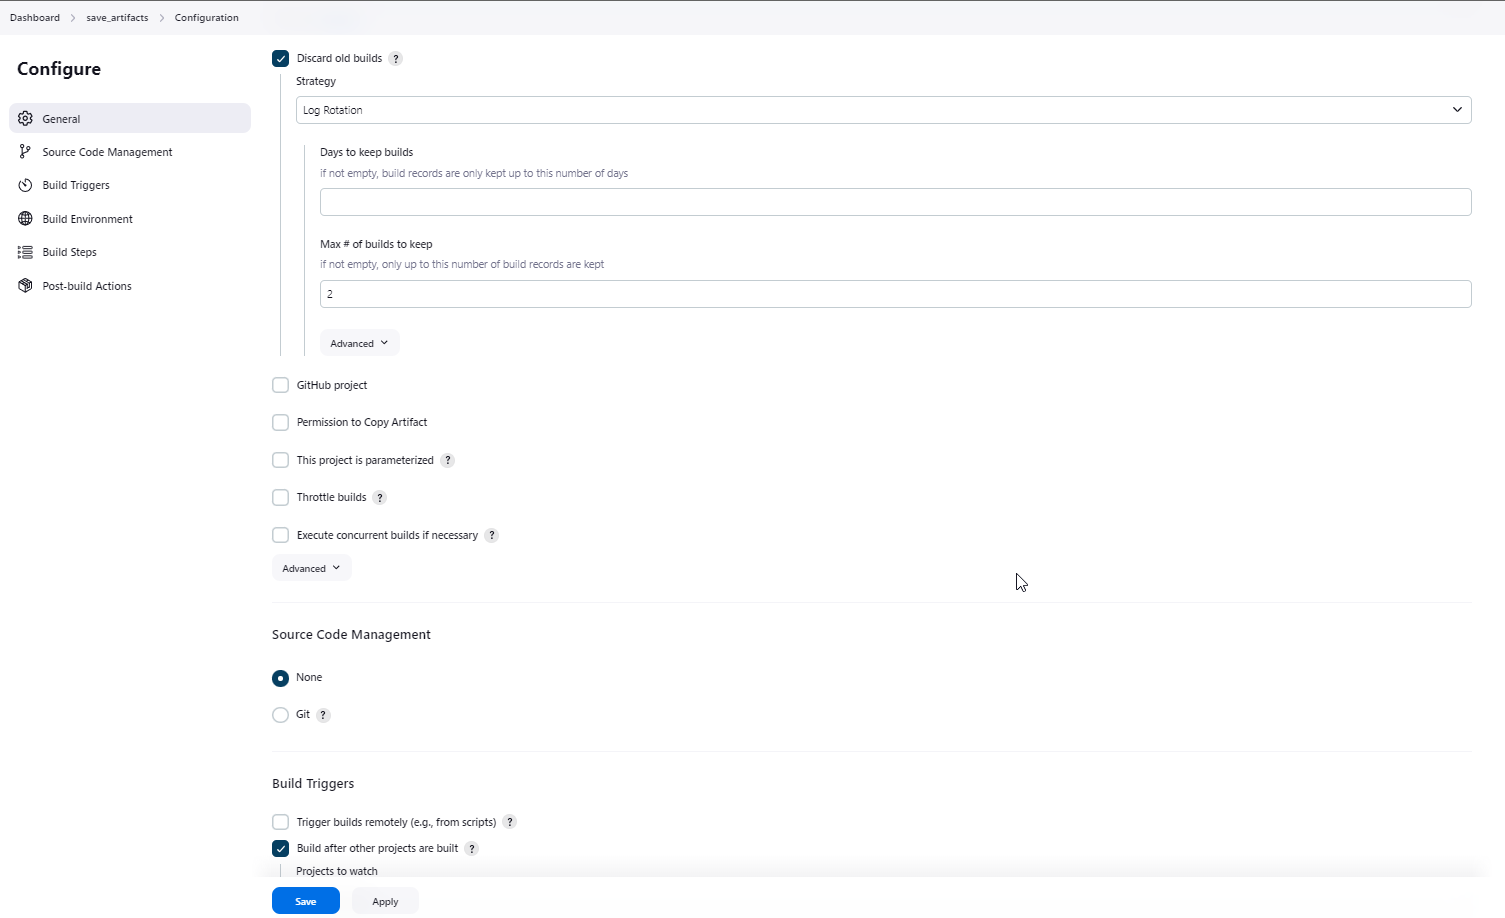 Dashboard > save_artifacts > Configuration
Configure
General
Source Code Management
Build Triggers
Build Environment
Build Steps
Post-build Actions
Discard old builds ?
Strategy
Log Rotation
Days to keep builds
if not empty, build records are only kept up to this number of days
Max # of builds to keep
if not empty, only up to this number of build records are kept
2
Advanced
GitHub project
Permission to Copy Artifact
This project is parameterized ?
Throttle builds ?
Execute concurrent builds if necessary ?
Advanced
Source Code Management
None
Git ?
Build Triggers
Trigger builds remotely (e.g., from scripts) ?
Build after other projects are built ?
Projects to watch
Save Apply